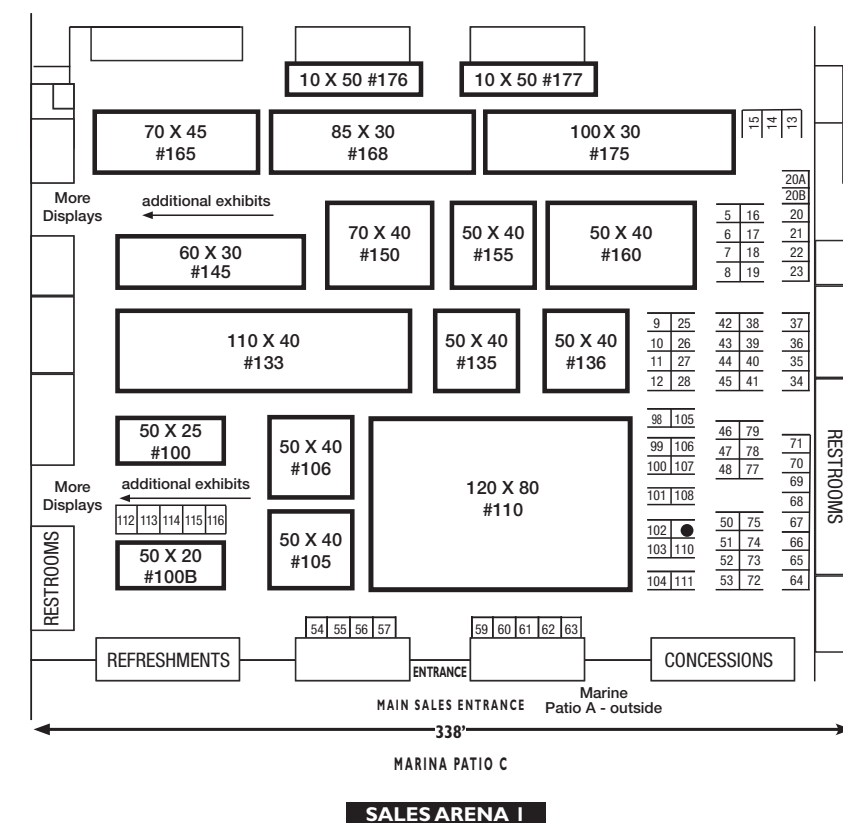 10 X 50 #176
10 X 50 #177
70 X 45
#165
85 X 30
#168
100 X 30
#175
15 14 13
More
Displays
additional exhibits
60 X 30
#145
70 X 40
#150
50 X 40
#155
50 X 40
#160
20A
20B
5 16 20
6 17 21
7 18 22
8 19 23
110 X 40
#133
50 X 40
#135
50 X 40
#136
9 25 42 38 37
10 26 43 39 36
11 27 44 40 35
12 28 45 41 34
50 X 25
#100
50 X 40
#106
120 X 80
#110
98 105
99 106
100 107
101 108
102
103 110
104 111
46 79
47 78
48 77
50 75
51 74
52 73
53 72
71
70
69
68
67
66
65
64
RESTROOMS
More
Displays
additional exhibits
112 113 114 115 116
50 X 20
#100B
50 X 40
#105
RESTROOMS
54 55 56 57
59 60 61 62 63
REFRESHMENTS
ENTRANCE
CONCESSIONS
MAIN SALES ENTRANCE
Marine
Patio A - outside
338'
MARINA PATIO C
SALES ARENA 1